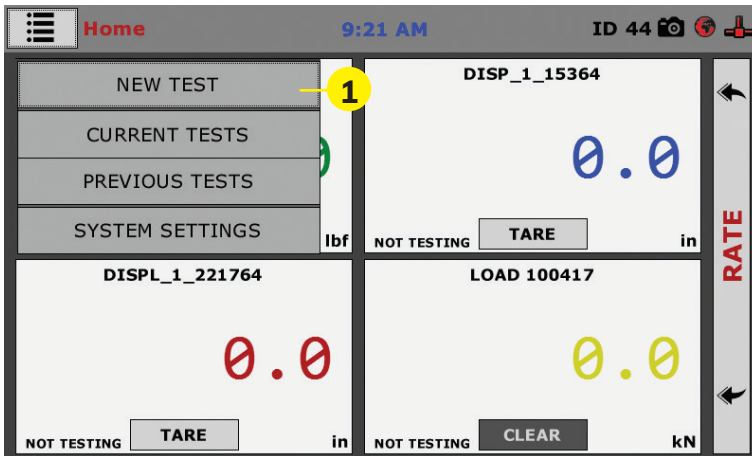 Home 9:21 AM ID 44
NEW TEST
1
CURRENT TESTS
PREVIOUS TESTS
SYSTEM SETTINGS
lbf
DISP_1_15364
0.0
NOT TESTING TARE in
DISPL_1_221764
0.0
NOT TESTING TARE in
LOAD 100417
0.0
NOT TESTING CLEAR kN
RATE